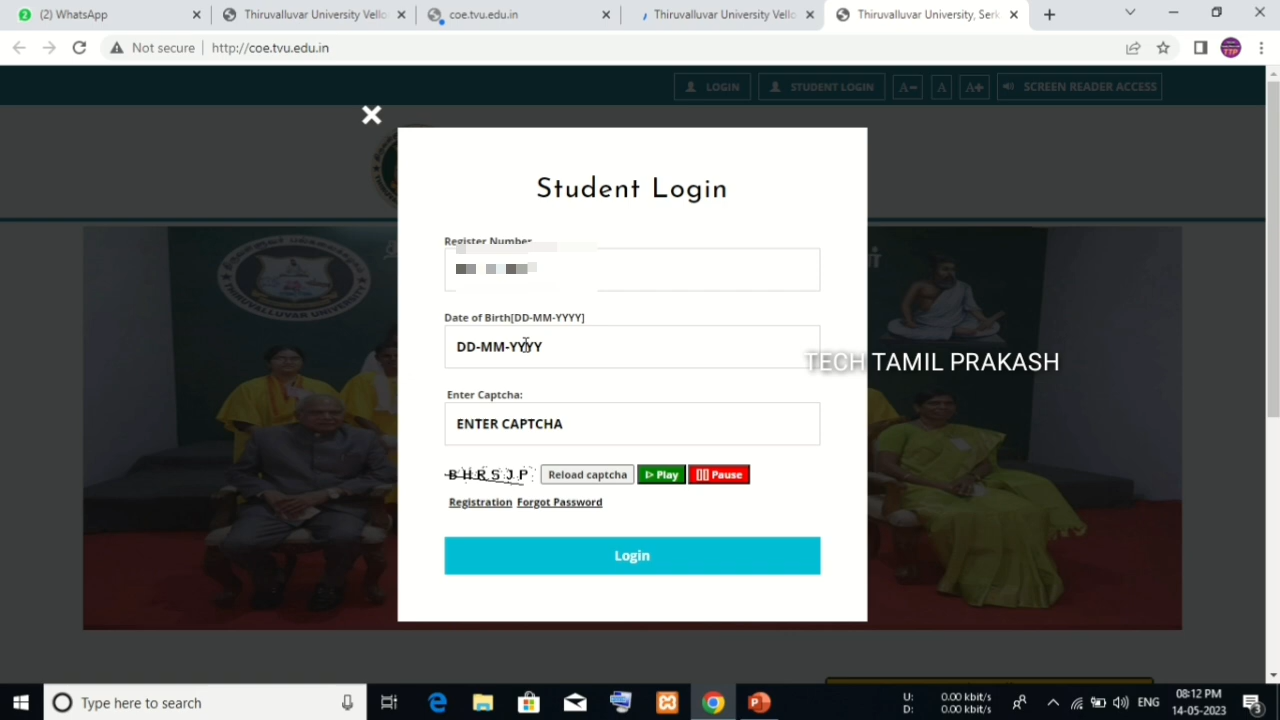 (2) WhatsApp
Thiruvalluvar University Vello
coe.tvu.edu.in
Thiruvalluvar University Vello
Thiruvalluvar University, Serk
Not secure
http://coe.tvu.edu.in
LOGIN
STUDENT LOGIN
A-
A
A+
SCREEN READER ACCESS
Student Login
Register Number
Date of Birth[DD-MM-YYYY]
DD-MM-YYYY
TECH TAMIL PRAKASH
Enter Captcha:
ENTER CAPTCHA
BHRSJP
Reload captcha
Play
Pause
Registration Forgot Password
Login
Type here to search
U: 0.00 kbit/s
D: 0.00 kbit/s
ENG
08:12 PM
14-05-2023
3